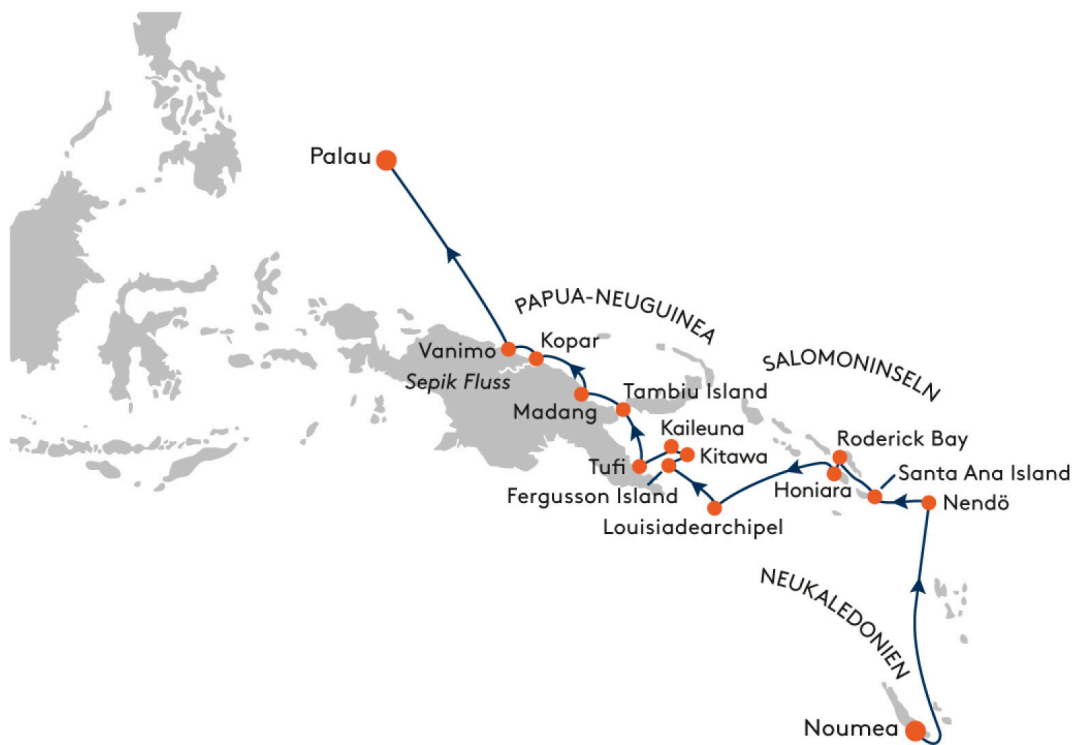 Palau
PAPUA-NEUGUINEA
Vanimo
Kopar
Sepik Fluss
SALOMONINSELN
Madang
Tambiu Island
Kaileuna
Kitawa
Tufi
Fergusson Island
Louisiadearchipel
Roderick Bay
Honiara
Santa Ana Island
Nendö
NEUKALEDONIEN
Noumea